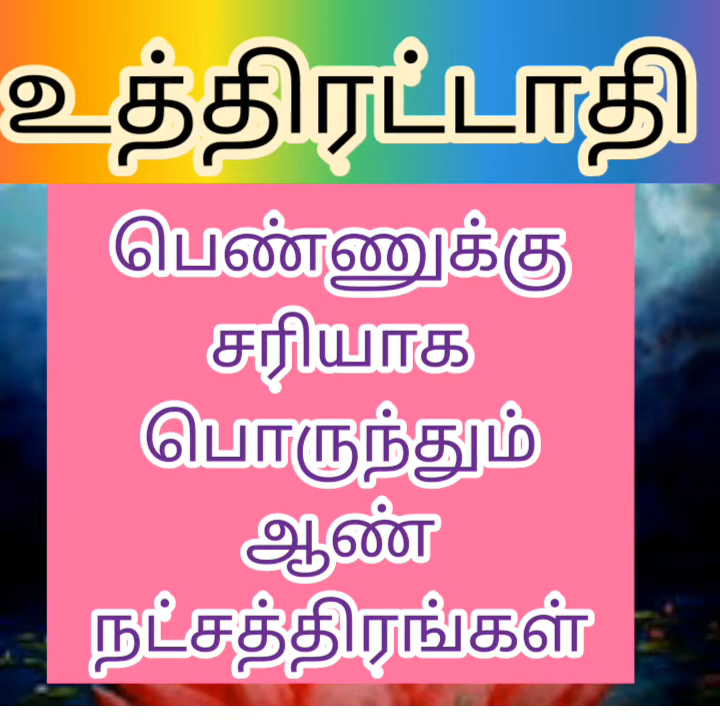 உத்திரட்டாதி
பெண்ணுக்கு
சரியாக
பொருந்தும்
ஆண்
நட்சத்திரங்கள்